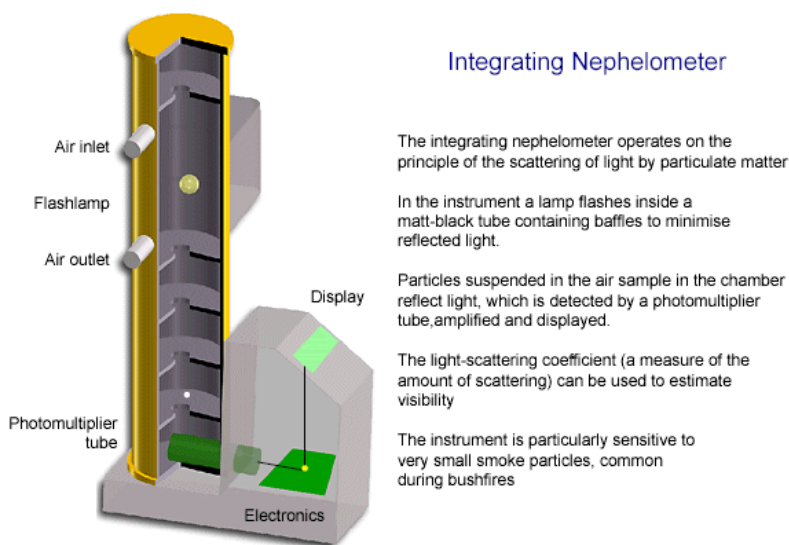 Integrating Nephelometer
Air inlet
Flashlamp
Air outlet
Display
Photomultiplier
tube
Electronics
The integrating nephelometer operates on the
principle of the scattering of light by particulate matter
In the instrument a lamp flashes inside a
matt-black tube containing baffles to minimise
reflected light.
Particles suspended in the air sample in the chamber
reflect light, which is detected by a photomultiplier
tube,amplified and displayed.
The light-scattering coefficient (a measure of the
amount of scattering) can be used to estimate
visibility
The instrument is particularly sensitive to
very small smoke particles, common
during bushfires